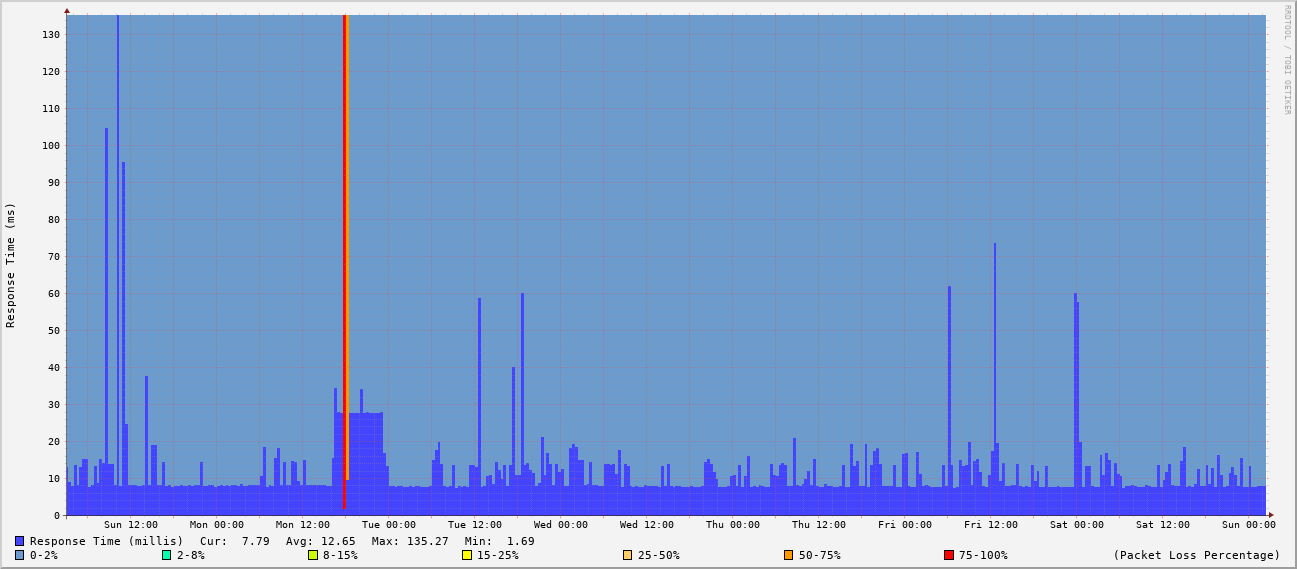 RRDTOOL / TOBI OETIKER
Response Time (ms)
130
120
110
100
90
80
70
60
50
40
30
20
10
0
Sun 12:00 Mon 00:00 Mon 12:00 Tue 00:00 Tue 12:00 Wed 00:00 Wed 12:00 Thu 00:00 Thu 12:00 Fri 00:00 Fri 12:00 Sat 00:00 Sat 12:00 Sun 00:00
Response Time (millis) Cur: 7.79 Avg: 12.65 Max: 135.27 Min: 1.69
0-2% 2-8% 8-15% 15-25% 25-50% 50-75% 75-100% (Packet Loss Percentage)